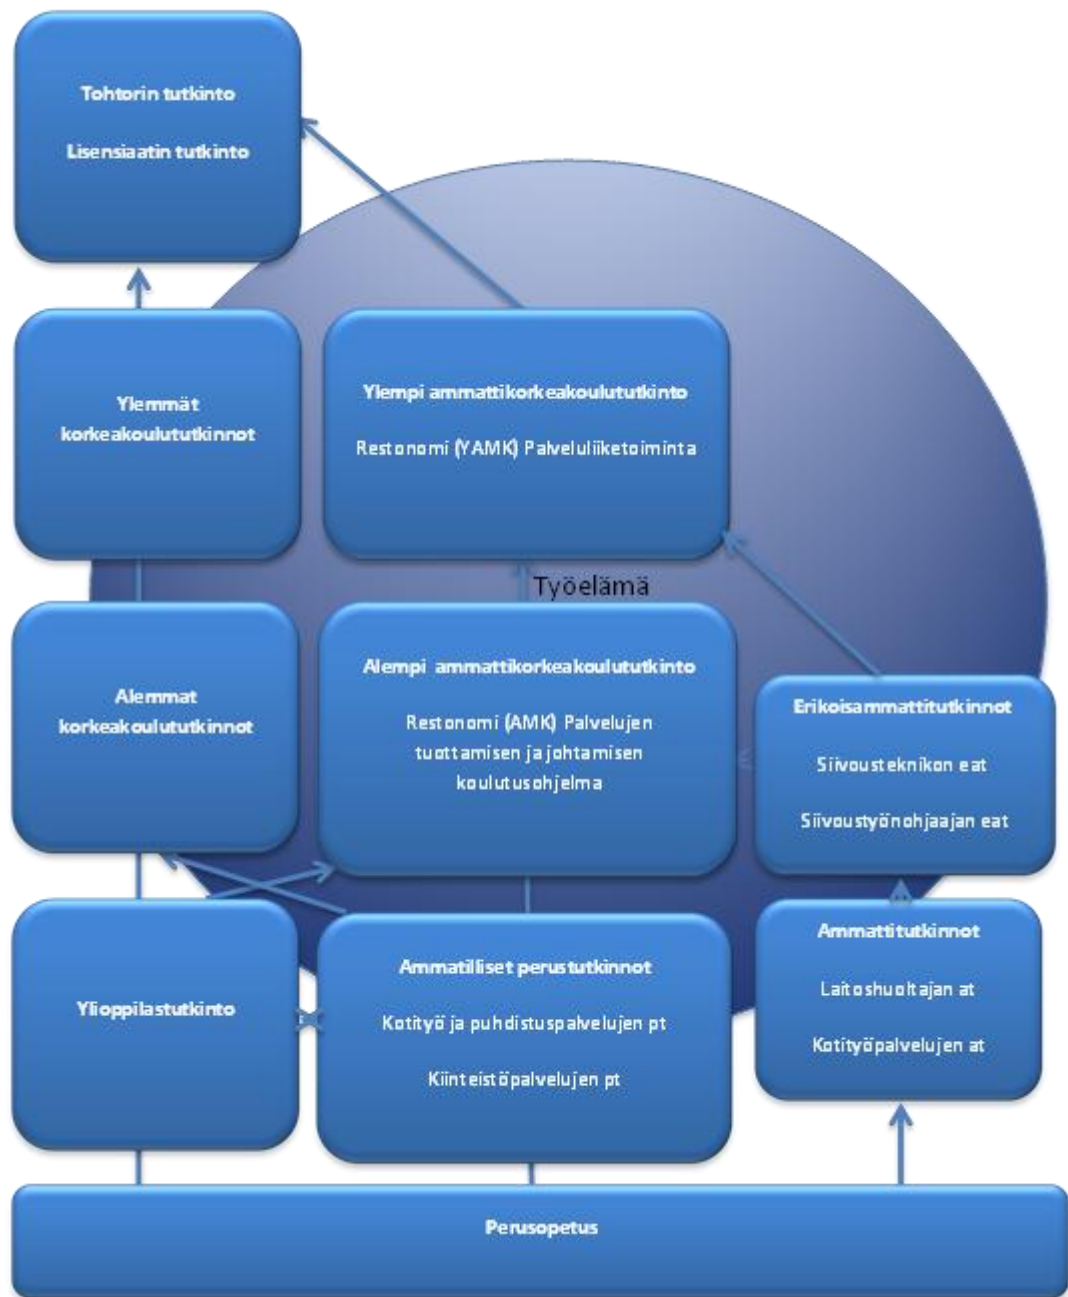 Tohtorin tutkinto
Lisensiaatin tutkinto
Ylemmät
korkeakoulututkinnot
Ylempi ammattikorkeakoulututkinto
Restonomi (YAMK) Palveluliiketoiminta
Työelämä
Alemmat
korkeakoulututkinnot
Alempi ammattikorkeakoulututkinto
Restonomi (AMK) Palvelujen
tuottamisen ja johtamisen
koulutusohjelma
Erikoisammattitutkinnot
Siivousteknikon eat
Siivoustyönohjaajan eat
Ylioppilastutkinto
Ammatilliset perustutkinnot
Kotityö ja puhdistuspalvelujen pt
Kiinteistöpalvelujen pt
Ammattitutkinnot
Laitoshuoltajan at
Kotityöpalvelujen at
Perusopetus